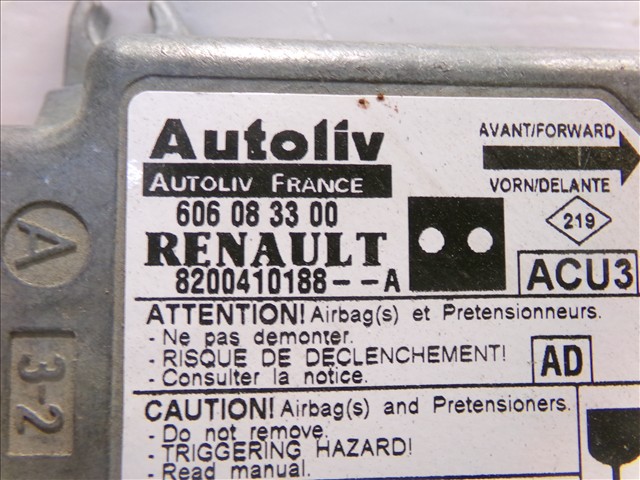 Autoliv
AUTOLIV FRANCE
606 08 33 00
RENAULT
8200410188--A
AVANT/FORWARD
VORN/DELANTE
219
ACU3
ATTENTION! Airbag(s) et Pretensionneurs.
- Ne pas demonter.
- RISQUE DE DECLENCHEMENT!
- Consulter la notice.
AD
CAUTION! Airbag(s) and Pretensioners.
- Do not remove.
- TRIGGERING HAZARD!
- Read manual.
A
3-2